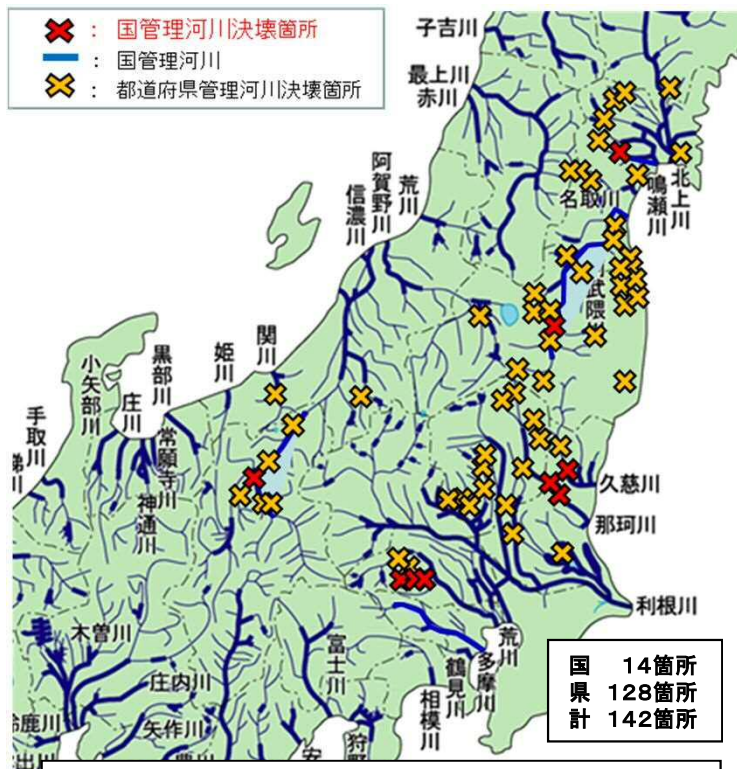 ： 国管理河川決壊箇所
： 国管理河川
： 都道府県管理河川決壊箇所
子吉川
最上川
赤川
荒川
阿賀野川
信濃川
関川
姫川
黒部川
常願寺川
神通川
庄川
小矢部川
手取川
名取川
北上川
鳴瀬川
武隈
久慈川
那珂川
利根川
荒川
多摩川
鶴見川
相模川
富士川
木曽川
庄内川
矢作川
鈴鹿川
国 14箇所
県 128箇所
計 142箇所